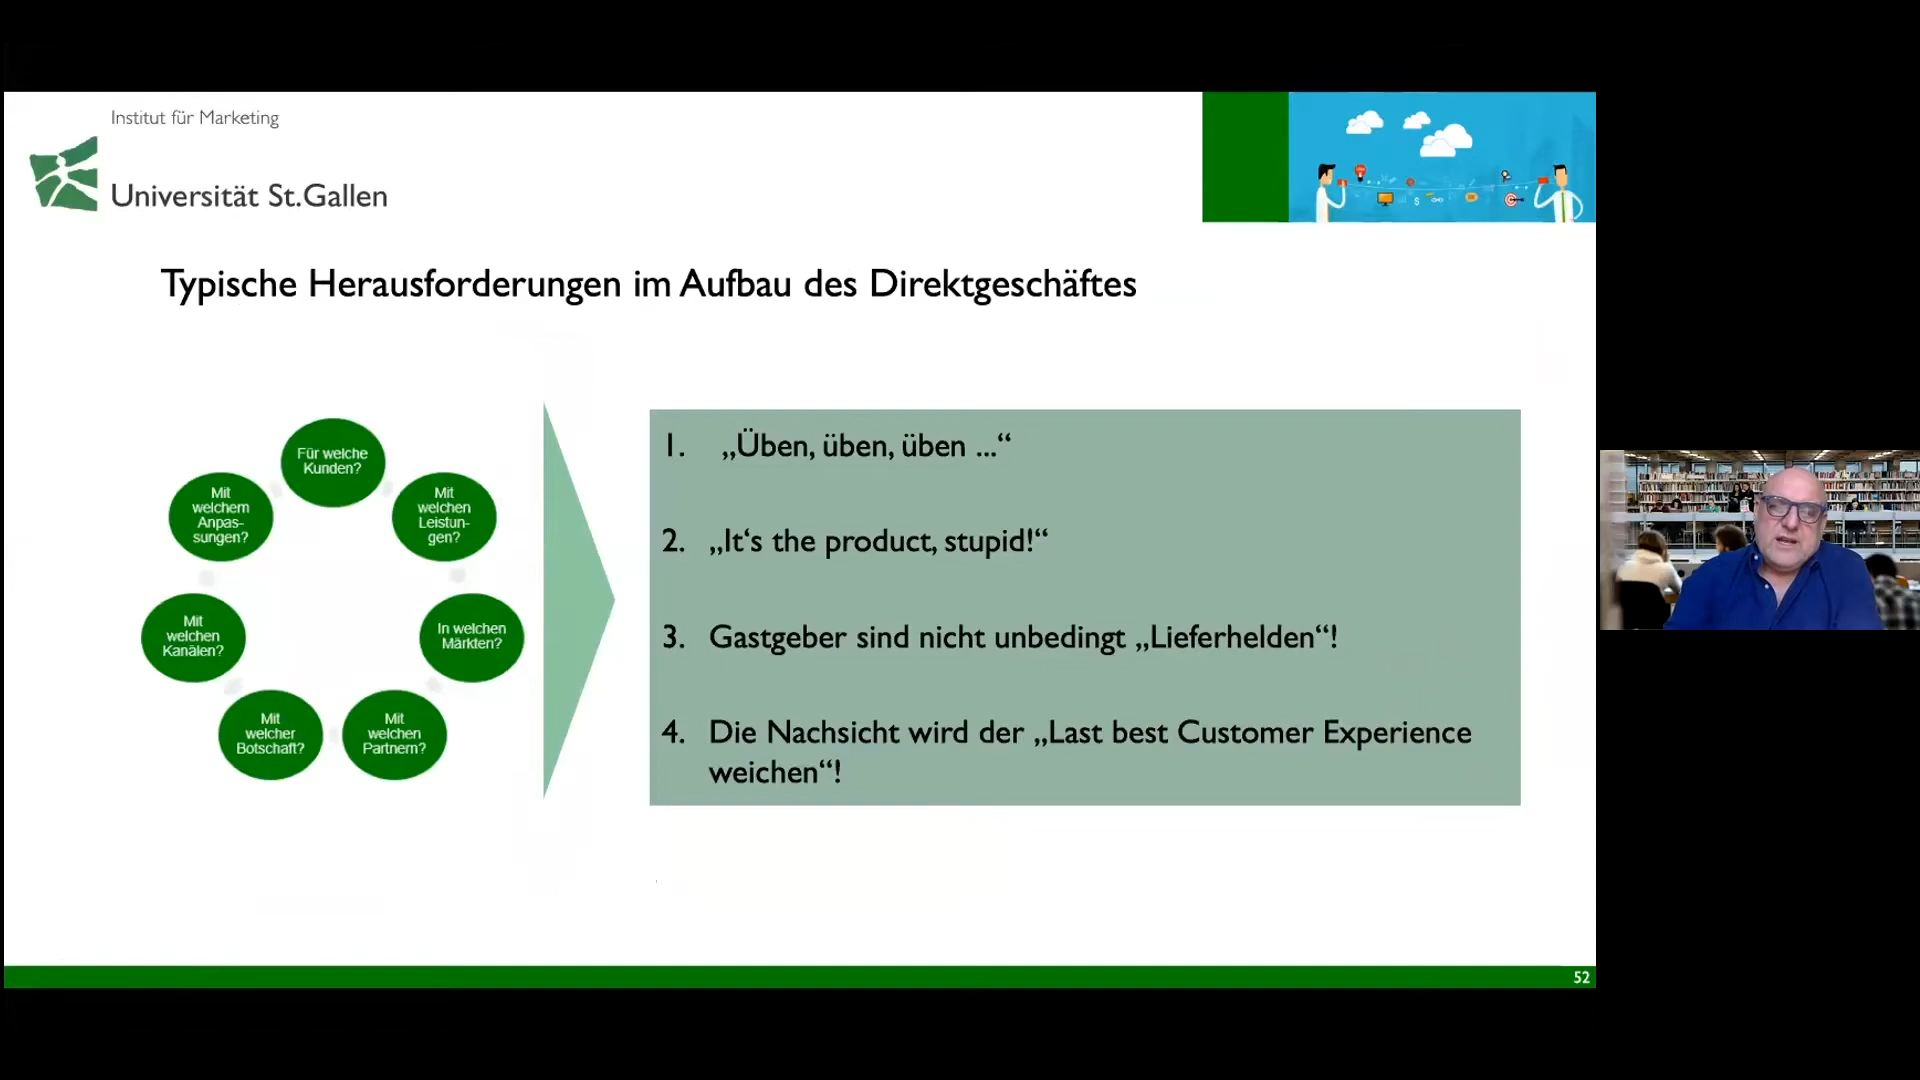 Institut für Marketing
Universität St.Gallen
Typische Herausforderungen im Aufbau des Direktgeschäftes
Für welche
Kunden?
Mit
welchen
Leistun-
gen?
In welchen
Märkten?
Mit
welchen
Partnern?
Mit
welcher
Botschaft?
Mit
welchen
Kanälen?
Mit
welchem
Anpas-
sungen?
1. „Üben, üben, üben ...“
2. „It‘s the product, stupid!“
3. Gastgeber sind nicht unbedingt „Lieferhelden“!
4. Die Nachsicht wird der „Last best Customer Experience
weichen“!
52